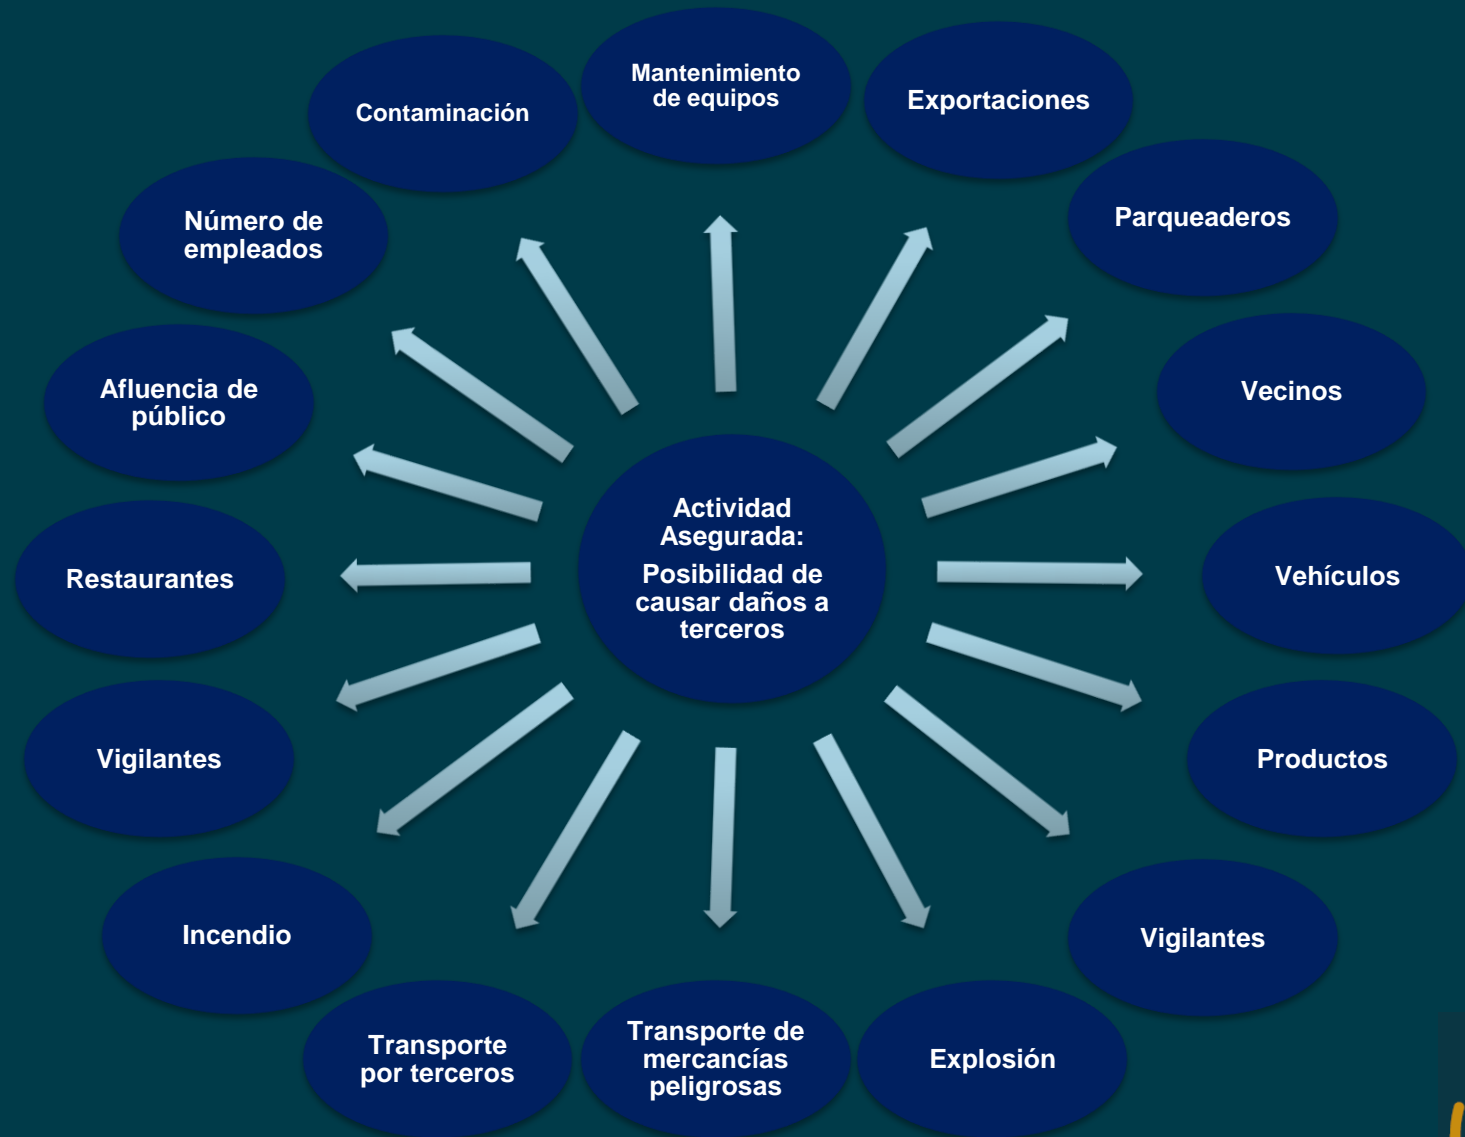 Mantenimiento
de equipos
Exportaciones
Parqueaderos
Vecinos
Vehículos
Productos
Vigilantes
Explosión
Transporte de
mercancías
peligrosas
Transporte
por terceros
Incendio
Vigilantes
Restaurantes
Afluencia de
público
Número de
empleados
Contaminación
Actividad
Asegurada:
Posibilidad de
causar daños a
terceros